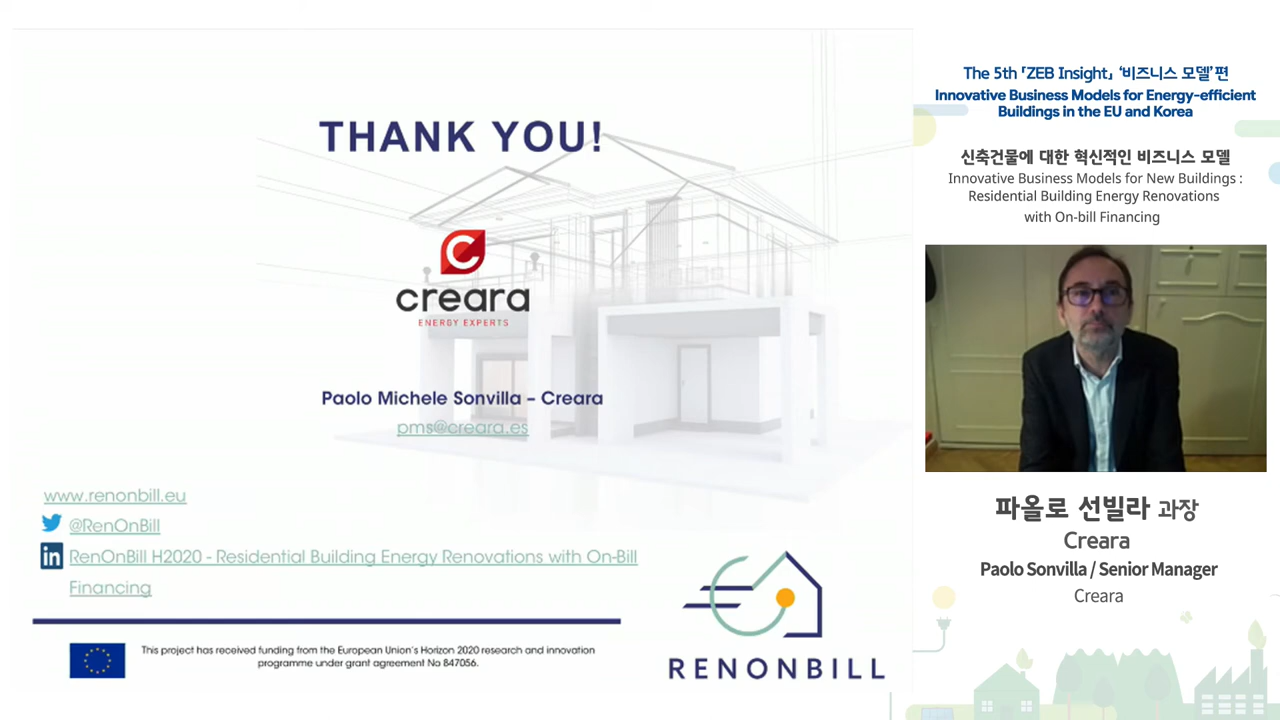 THANK YOU!
creara
ENERGY EXPERTS
Paolo Michele Sonvilla – Creara
pms@creara.es
www.renonbill.eu
@RenOnBill
in
RenOnBill H2020 - Residential Building Energy Renovations with On-Bill
Financing
This project has received funding from the European Union's Horizon 2020 research and innovation
programme under grant agreement No 847056.
RENONBILL
The 5th 「ZEB Insight」 '비즈니스 모델' 편
Innovative Business Models for Energy-efficient
Buildings in the EU and Korea
신축건물에 대한 혁신적인 비즈니스 모델
Innovative Business Models for New Buildings :
Residential Building Energy Renovations
with On-bill Financing
파올로 선빌라 과장
Creara
Paolo Sonvilla / Senior Manager
Creara